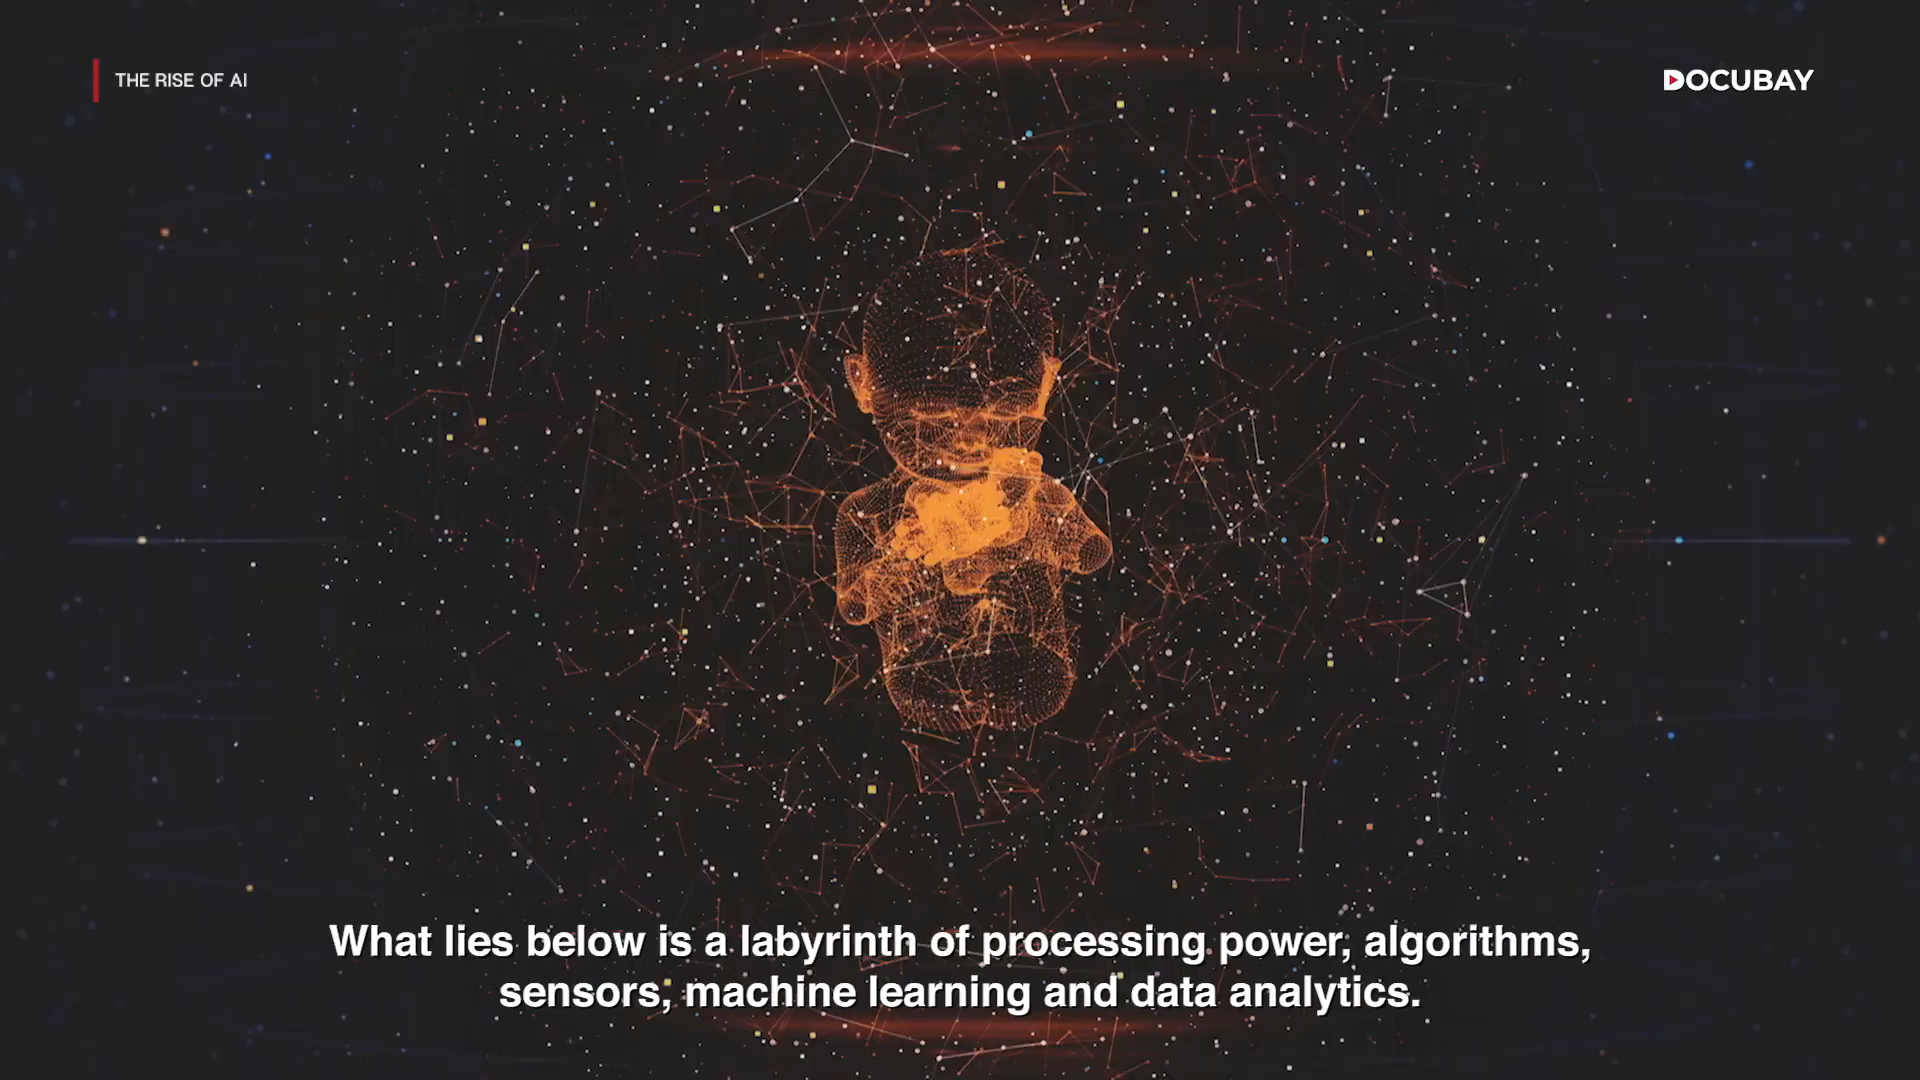 THE RISE OF AI
DOCUBAY
What lies below is a labyrinth of processing power, algorithms,
sensors, machine learning and data analytics.